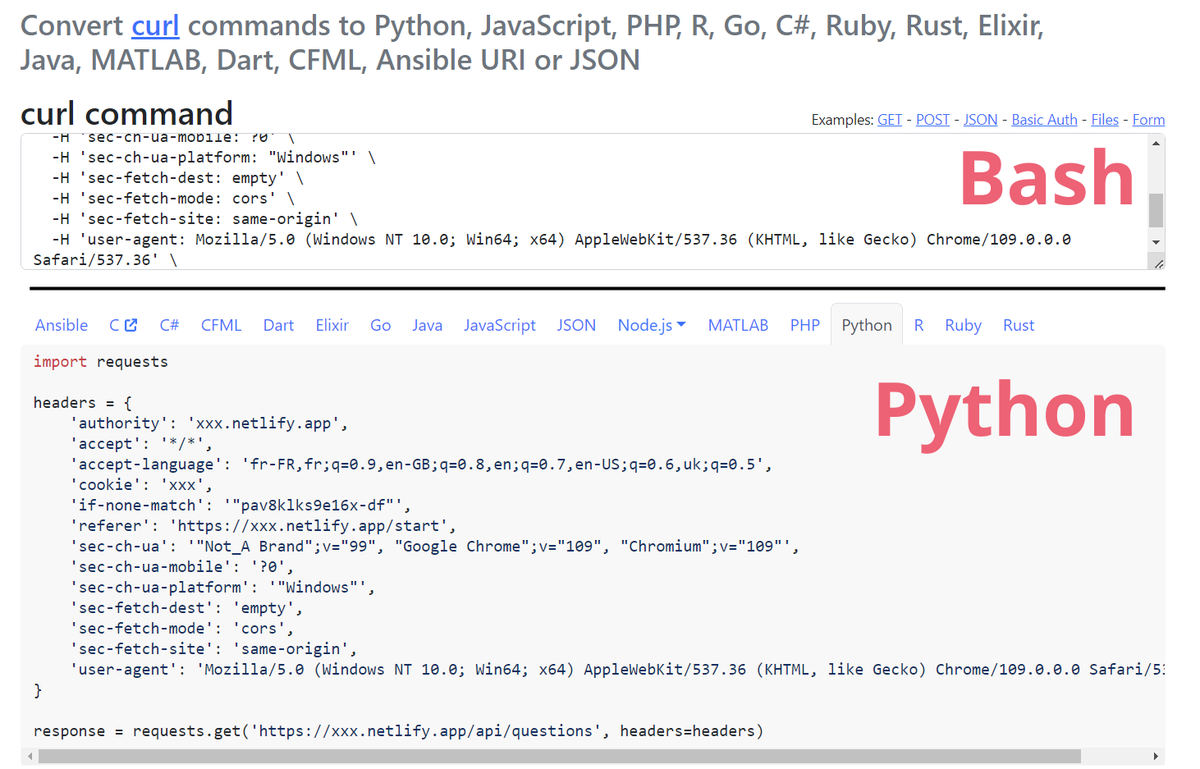 Convert curl commands to Python, JavaScript, PHP, R, Go, C#, Ruby, Rust, Elixir,
Java, MATLAB, Dart, CFML, Ansible URI or JSON
curl command
Examples: GET - POST - JSON - Basic Auth - Files - Form
-H 'sec-ch-ua-mobile: ?0' \
-H 'sec-ch-ua-platform: "Windows"' \
-H 'sec-fetch-dest: empty' \
-H 'sec-fetch-mode: cors' \
-H 'sec-fetch-site: same-origin' \
-H 'user-agent: Mozilla/5.0 (Windows NT 10.0; Win64; x64) AppleWebKit/537.36 (KHTML, like Gecko) Chrome/109.0.0.0
Safari/537.36' \
Bash
Ansible C C# CFML Dart Elixir Go Java JavaScript JSON Node.js MATLAB PHP Python R Ruby Rust
import requests
headers = {
'authority': 'xxx.netlify.app',
'accept': '*/*',
'accept-language': 'fr-FR,fr;q=0.9,en-GB;q=0.8,en;q=0.7,en-US;q=0.6,uk;q=0.5',
'cookie': 'xxx',
'if-none-match': '"pav8klks9e16x-df"',
'referer': 'https://xxx.netlify.app/start',
'sec-ch-ua': '"Not_A Brand";v="99", "Google Chrome";v="109", "Chromium";v="109"',
'sec-ch-ua-mobile': '?0',
'sec-ch-ua-platform': '"Windows"',
'sec-fetch-dest': 'empty',
'sec-fetch-mode': 'cors',
'sec-fetch-site': 'same-origin',
'user-agent': 'Mozilla/5.0 (Windows NT 10.0; Win64; x64) AppleWebKit/537.36 (KHTML, like Gecko) Chrome/109.0.0.0 Safari/53
}
response = requests.get('https://xxx.netlify.app/api/questions', headers=headers)
Python